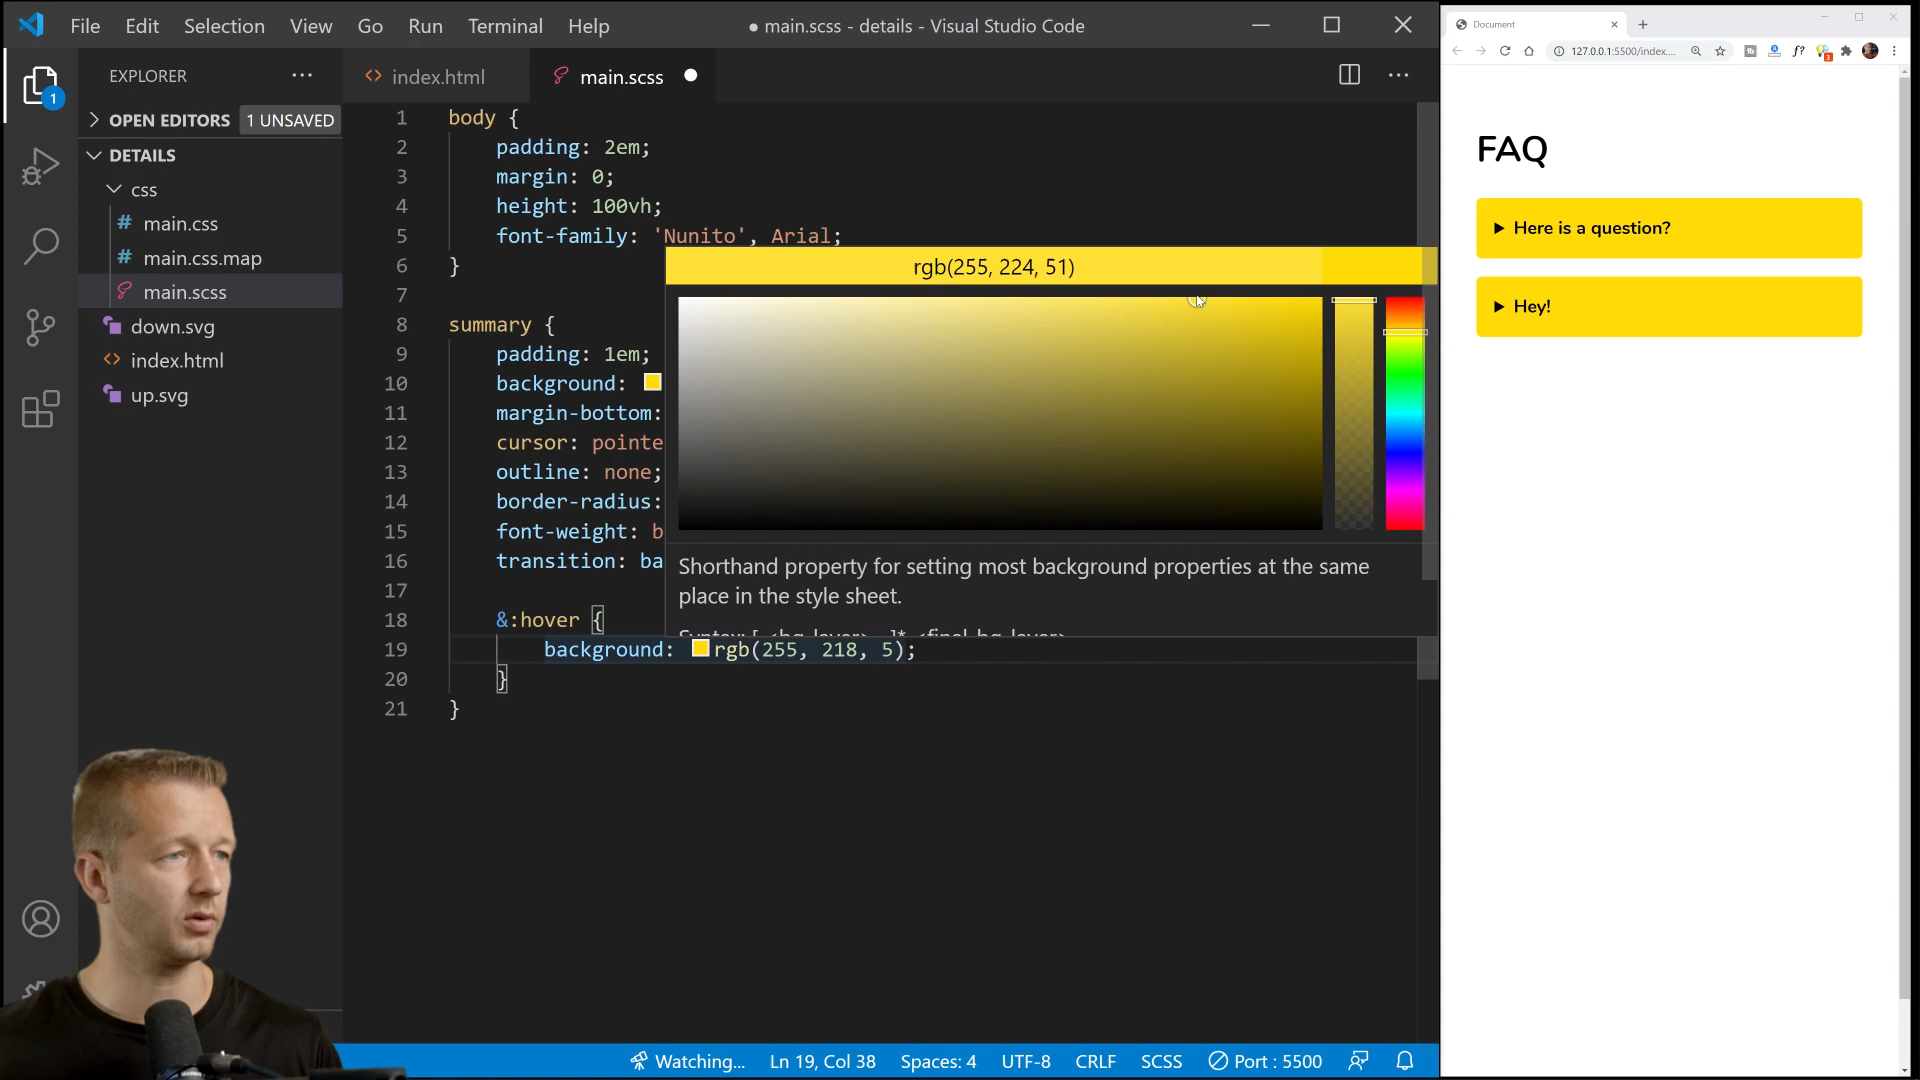 File Edit Selection View Go Run Terminal Help
● main.scss - details - Visual Studio Code
Document
127.0.0.1:5500/index....
f?
3
EXPLORER
1
OPEN EDITORS 1 UNSAVED
DETAILS
css
# main.css
# main.css.map
main.scss
down.svg
<> index.html
up.svg
<> index.html
main.scss
1 body {
2 padding: 2em;
3 margin: 0;
4 height: 100vh;
5 font-family: 'Nunito', Arial;
6 }
7
8 summary {
9 padding: 1em;
10 background:
11 margin-bottom:
12 cursor: pointe
13 outline: none;
14 border-radius:
15 font-weight: b
16 transition: ba
17
18 &:hover {
19 background: rgb(255, 218, 5);
20 }
21 }
rgb(255, 224, 51)
Shorthand property for setting most background properties at the same
place in the style sheet.
FAQ
▶ Here is a question?
▶ Hey!
Watching... Ln 19, Col 38 Spaces: 4 UTF-8 CRLF SCSS Port : 5500